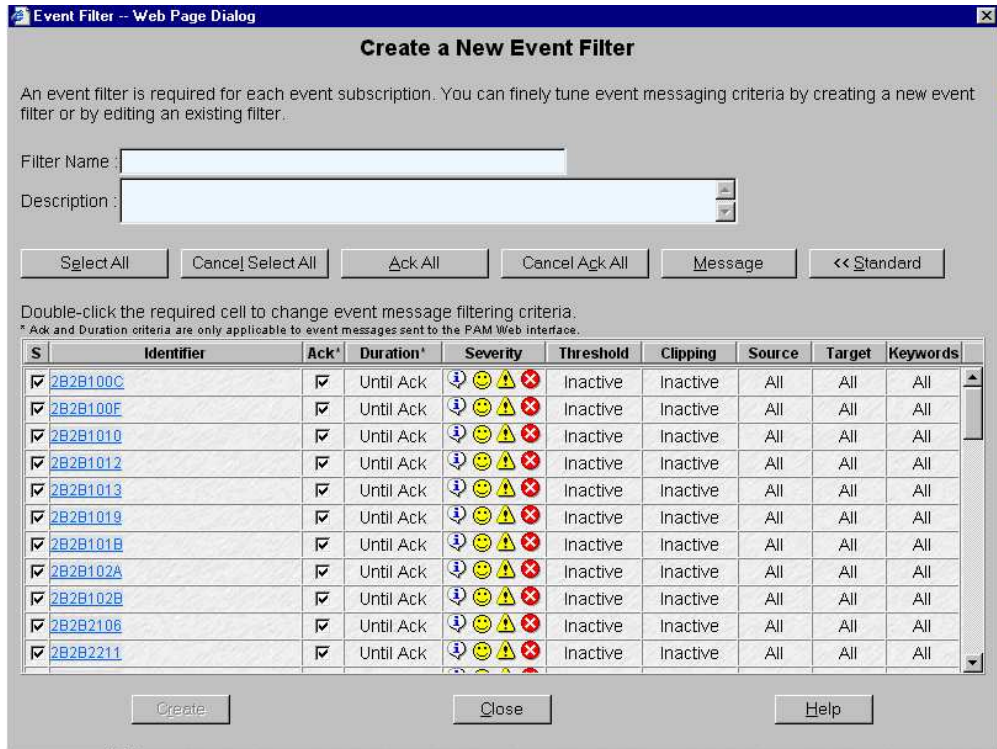 Event Filter -- Web Page Dialog
Create a New Event Filter
An event filter is required for each event subscription. You can finely tune event messaging criteria by creating a new event
filter or by editing an existing filter.
Filter Name :
Description :
Select All Cancel Select All Ack All Cancel Ack All Message << Standard
Double-click the required cell to change event message filtering criteria.
* Ack and Duration criteria are only applicable to event messages sent to the PAM Web interface.
S Identifier Ack* Duration* Severity Threshold Clipping Source Target Keywords
2B2B100C Until Ack Inactive Inactive All All All
2B2B100F Until Ack Inactive Inactive All All All
2B2B1010 Until Ack Inactive Inactive All All All
2B2B1012 Until Ack Inactive Inactive All All All
2B2B1013 Until Ack Inactive Inactive All All All
2B2B1019 Until Ack Inactive Inactive All All All
2B2B101B Until Ack Inactive Inactive All All All
2B2B102A Until Ack Inactive Inactive All All All
2B2B102B Until Ack Inactive Inactive All All All
2B2B2106 Until Ack Inactive Inactive All All All
2B2B2211 Until Ack Inactive Inactive All All All
Create Close Help